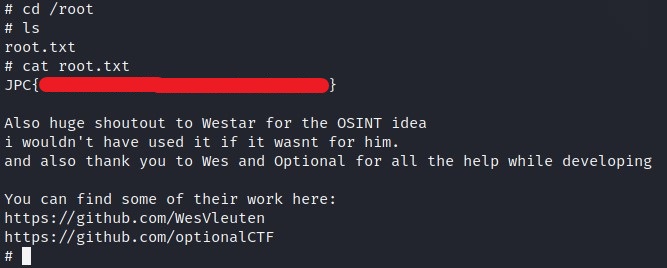 # cd /root
# ls
root.txt
# cat root.txt
JPC{}
Also huge shoutout to Westar for the OSINT idea
i wouldn't have used it if it wasnt for him.
and also thank you to Wes and Optional for all the help while developing
You can find some of their work here:
https://github.com/WesVleuten
https://github.com/optionalCTF
#